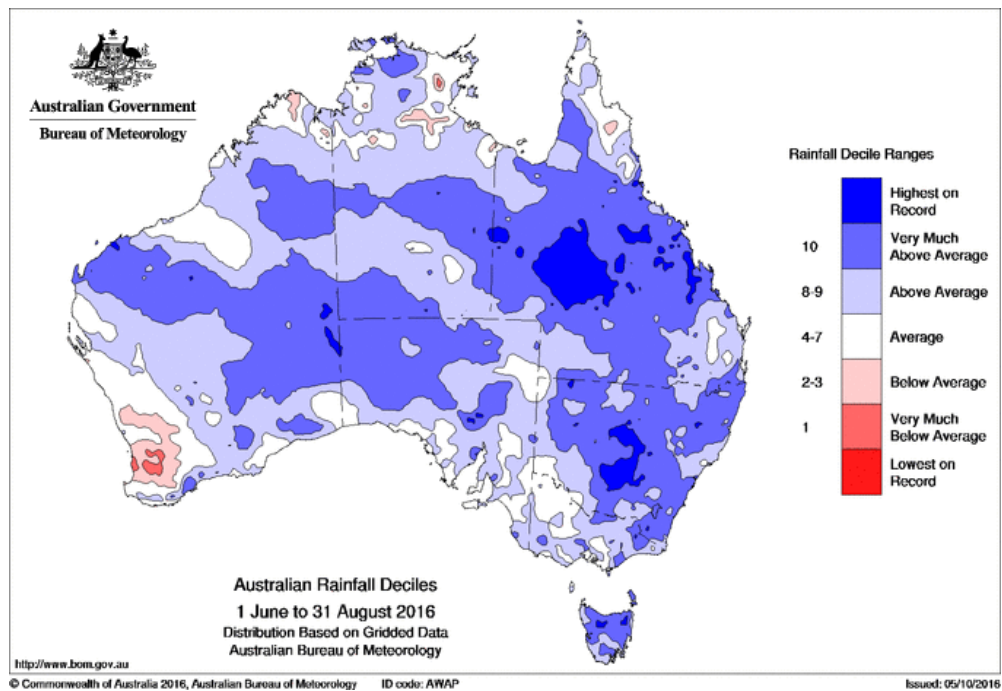 Australian Government
Bureau of Meteorology
Rainfall Decile Ranges
Highest on
Record
10
Very Much
Above Average
8-9
Above Average
4-7
Average
2-3
Below Average
1
Very Much
Below Average
Lowest on
Record
Australian Rainfall Deciles
1 June to 31 August 2016
Distribution Based on Gridded Data
Australian Bureau of Meteorology
http://www.bom.gov.au
© Commonwealth of Australia 2016, Australian Bureau of Meteorology ID code: AWAP Issued: 05/10/2016